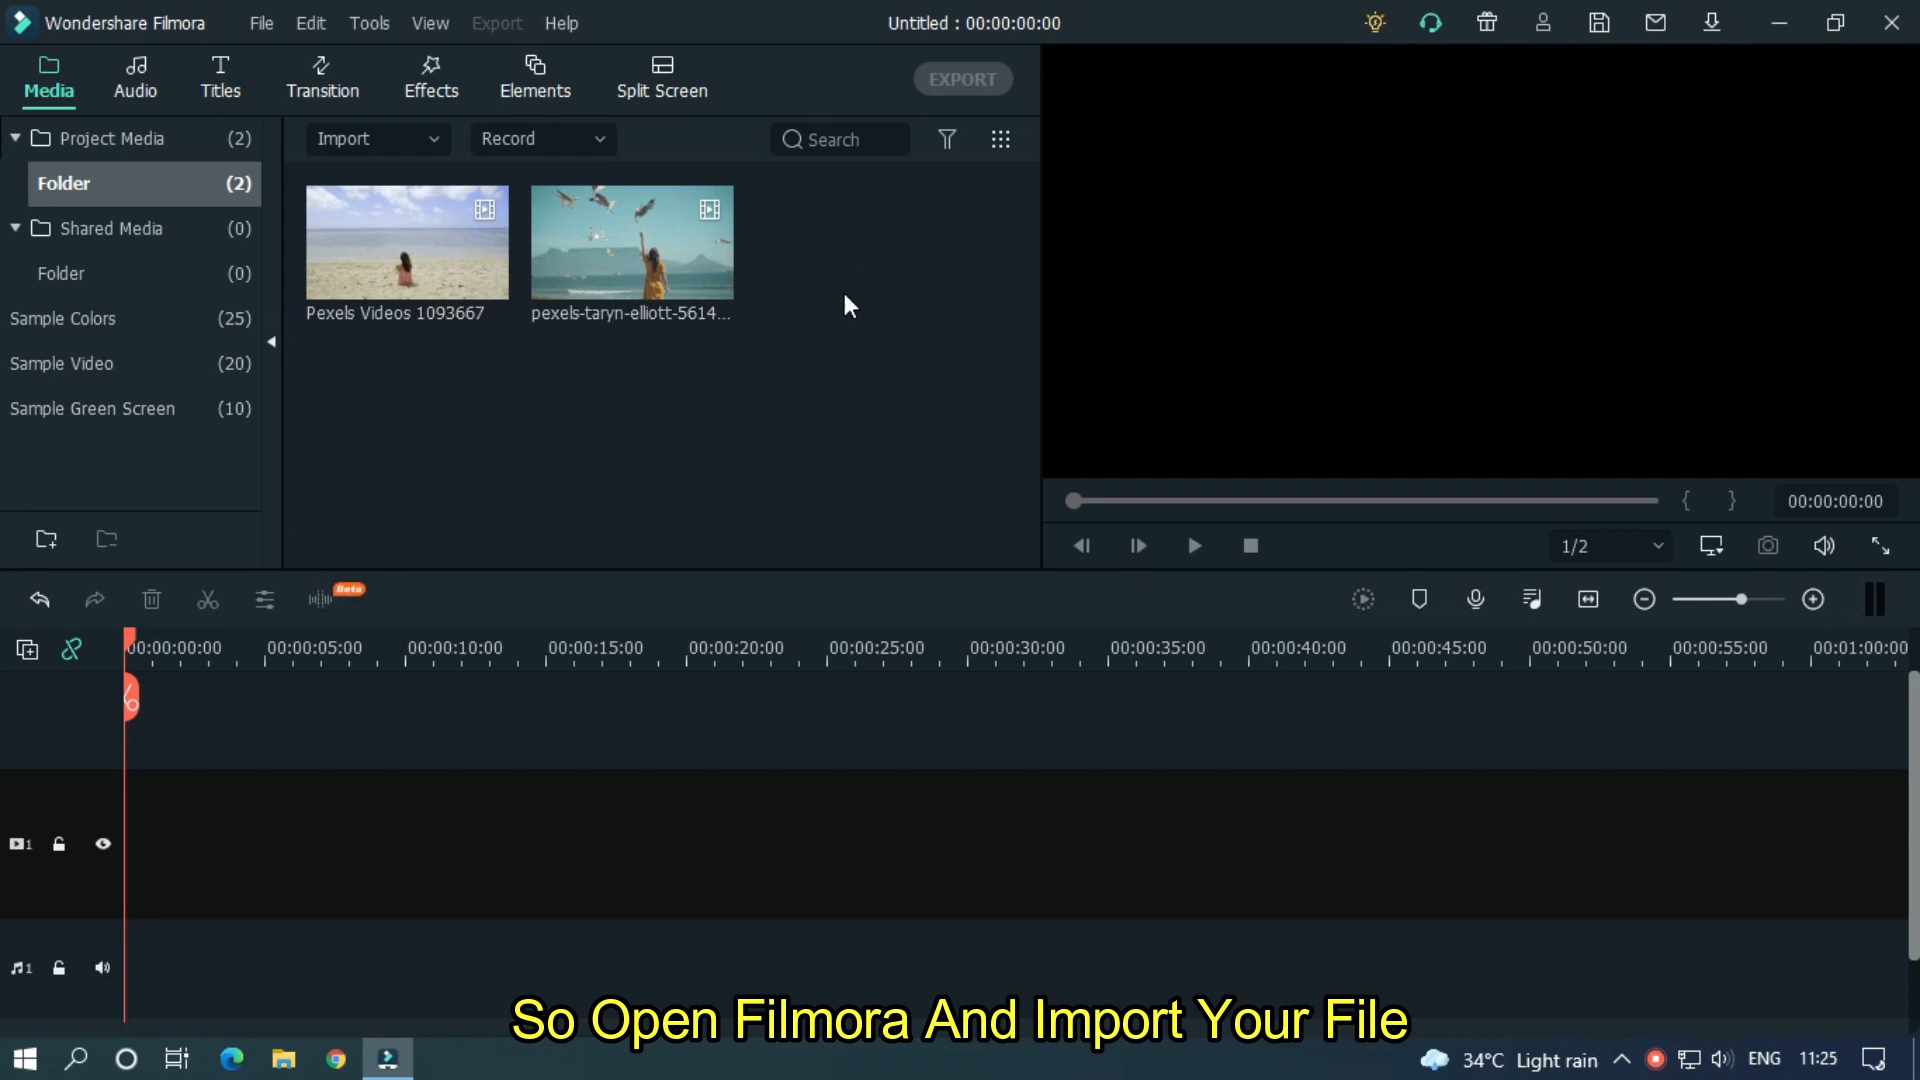 Wondershare Filmora File Edit Tools View Export Help Untitled : 00:00:00:00
Media Audio Titles Transition Effects Elements Split Screen EXPORT
Project Media (2)
Import Record Search
Folder (2)
Shared Media (0)
Folder (0)
Sample Colors (25)
Sample Video (20)
Sample Green Screen (10)
Pexels Videos 1093667 pexels-taryn-elliott-5614...
00:00:00:00
1/2
Beta
00:00:00:00 00:00:05:00 00:00:10:00 00:00:15:00 00:00:20:00 00:00:25:00 00:00:30:00 00:00:35:00 00:00:40:00 00:00:45:00 00:00:50:00 00:00:55:00 00:01:00:00
1
1
So Open Filmora And Import Your File
34°C Light rain ENG 11:25